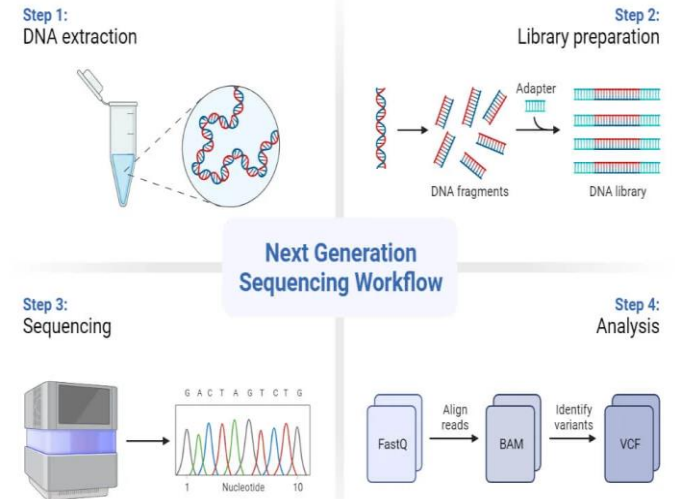 Step 1:
DNA extraction
Step 2:
Library preparation
Adapter
DNA fragments
DNA library
Next Generation
Sequencing Workflow
Step 3:
Sequencing
G A C T A G T C T G
1 Nucleotide 10
Step 4:
Analysis
FastQ
Align
reads
BAM
Identify
variants
VCF